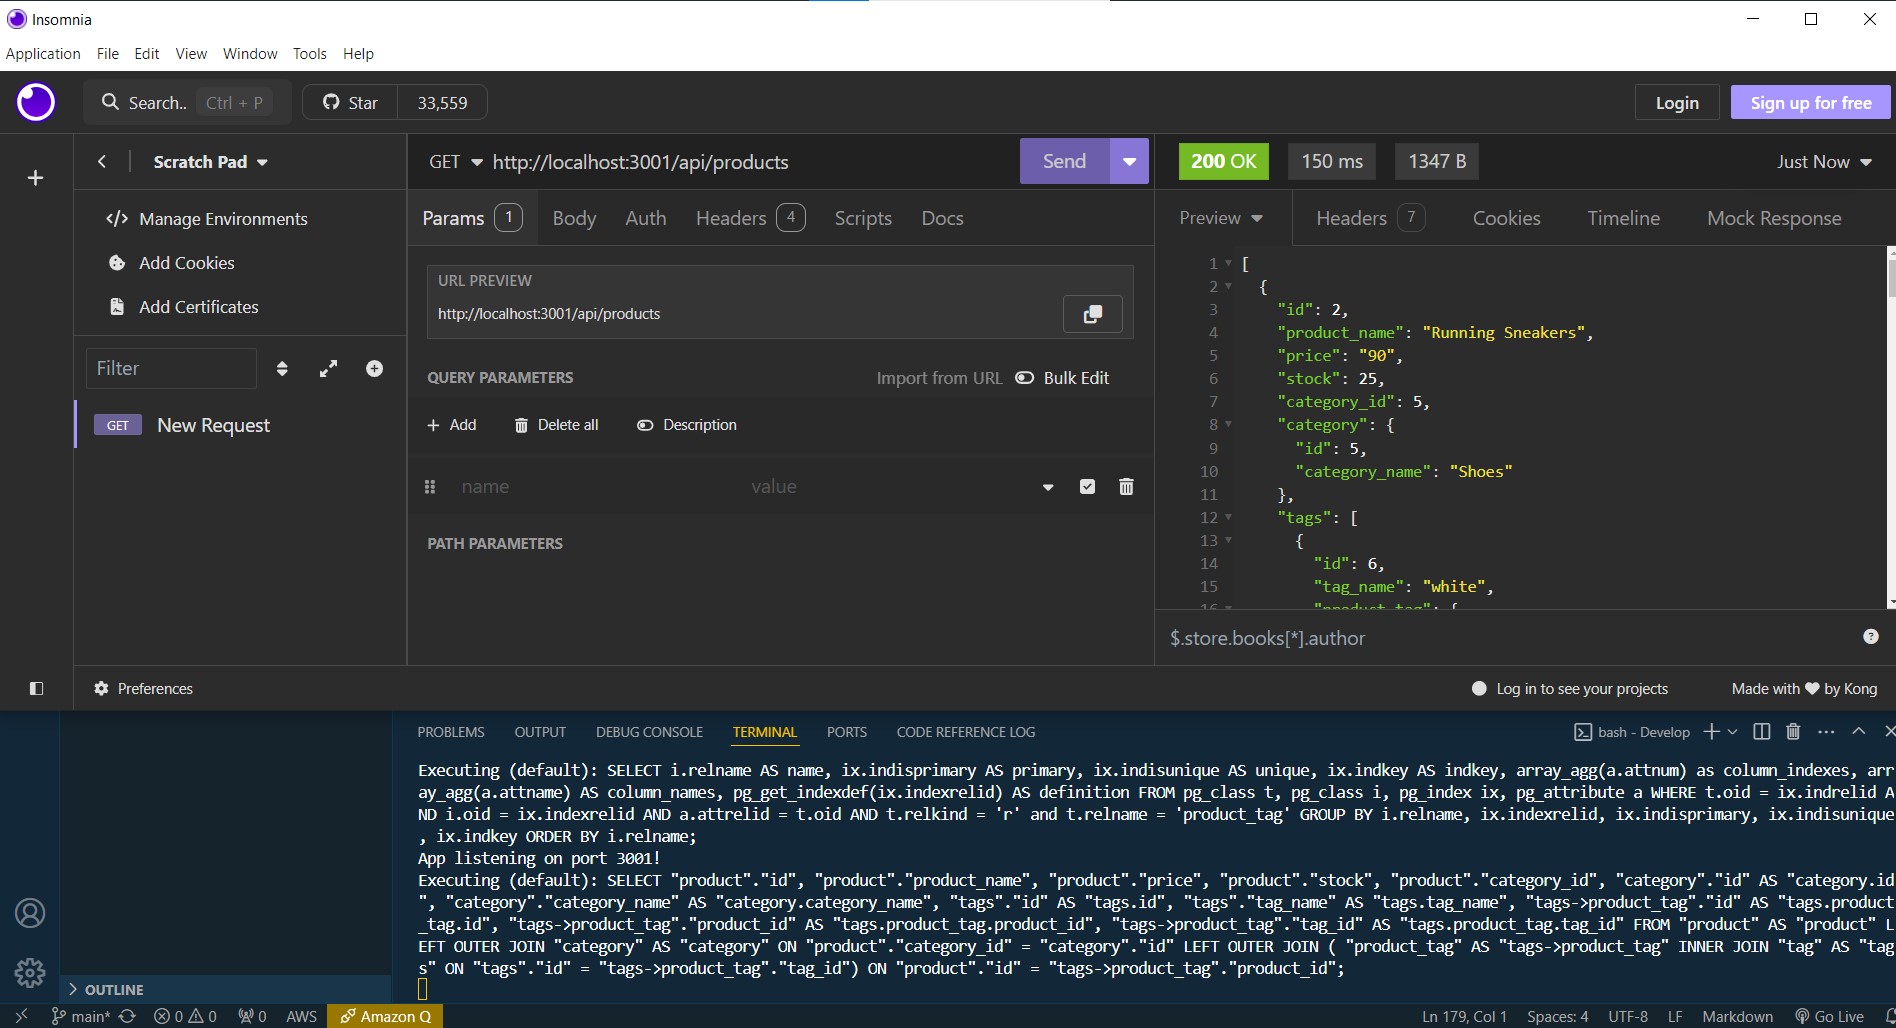 Insomnia
Application File Edit View Window Tools Help
Search.. Ctrl + P Star 33,559 Login Sign up for free
Scratch Pad
GET http://localhost:3001/api/products Send 200 OK 150 ms 1347 B Just Now
Manage Environments
Add Cookies
Add Certificates
Filter
GET New Request
Params 1 Body Auth Headers 4 Scripts Docs
URL PREVIEW
http://localhost:3001/api/products
QUERY PARAMETERS Import from URL Bulk Edit
+ Add Delete all Description
name value
PATH PARAMETERS
Preview Headers 7 Cookies Timeline Mock Response
1 [
2 {
3 "id": 2,
4 "product_name": "Running Sneakers",
5 "price": "90",
6 "stock": 25,
7 "category_id": 5,
8 "category": {
9 "id": 5,
10 "category_name": "Shoes"
11 },
12 "tags": [
13 {
14 "id": 6,
15 "tag_name": "white",
16 "product_tag": {
$.store.books[*].author
Preferences Log in to see your projects Made with ♥ by Kong
PROBLEMS OUTPUT DEBUG CONSOLE TERMINAL PORTS CODE REFERENCE LOG bash - Develop
Executing (default): SELECT i.relname AS name, ix.indisprimary AS primary, ix.indisunique AS unique, ix.indkey AS indkey, array_agg(a.attnum) as column_indexes, arr
ay_agg(a.attname) AS column_names, pg_get_indexdef(ix.indexrelid) AS definition FROM pg_class t, pg_class i, pg_index ix, pg_attribute a WHERE t.oid = ix.indrelid A
ND i.oid = ix.indexrelid AND a.attrelid = t.oid AND t.relkind = 'r' and t.relname = 'product_tag' GROUP BY i.relname, ix.indexrelid, ix.indisprimary, ix.indisunique
, ix.indkey ORDER BY i.relname;
App listening on port 3001!
Executing (default): SELECT "product"."id", "product"."product_name", "product"."price", "product"."stock", "product"."category_id", "category"."id" AS "category.id
", "category"."category_name" AS "category.category_name", "tags"."id" AS "tags.id", "tags"."tag_name" AS "tags.tag_name", "tags->product_tag"."id" AS "tags.product
_tag.id", "tags->product_tag"."product_id" AS "tags.product_tag.product_id", "tags->product_tag"."tag_id" AS "tags.product_tag.tag_id" FROM "product" AS "product" L
EFT OUTER JOIN "category" AS "category" ON "product"."category_id" = "category"."id" LEFT OUTER JOIN ( "product_tag" AS "tags->product_tag" INNER JOIN "tag" AS "tag
s" ON "tags"."id" = "tags->product_tag"."tag_id") ON "product"."id" = "tags->product_tag"."product_id";
OUTLINE
main* 0 0 0 AWS Amazon Q Ln 179, Col 1 Spaces: 4 UTF-8 LF Markdown Go Live